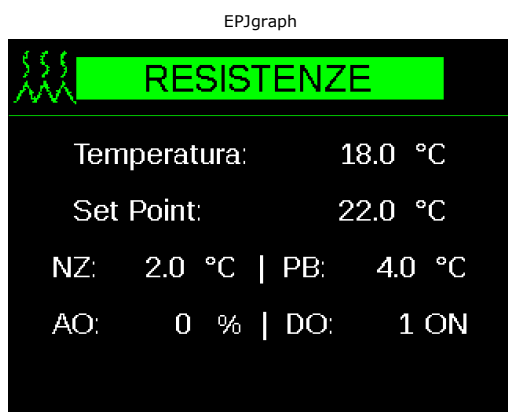 EPJgraph
RESISTENZE
Temperatura: 18.0 °C
Set Point: 22.0 °C
NZ: 2.0 °C | PB: 4.0 °C
AO: 0 % | DO: 1 ON